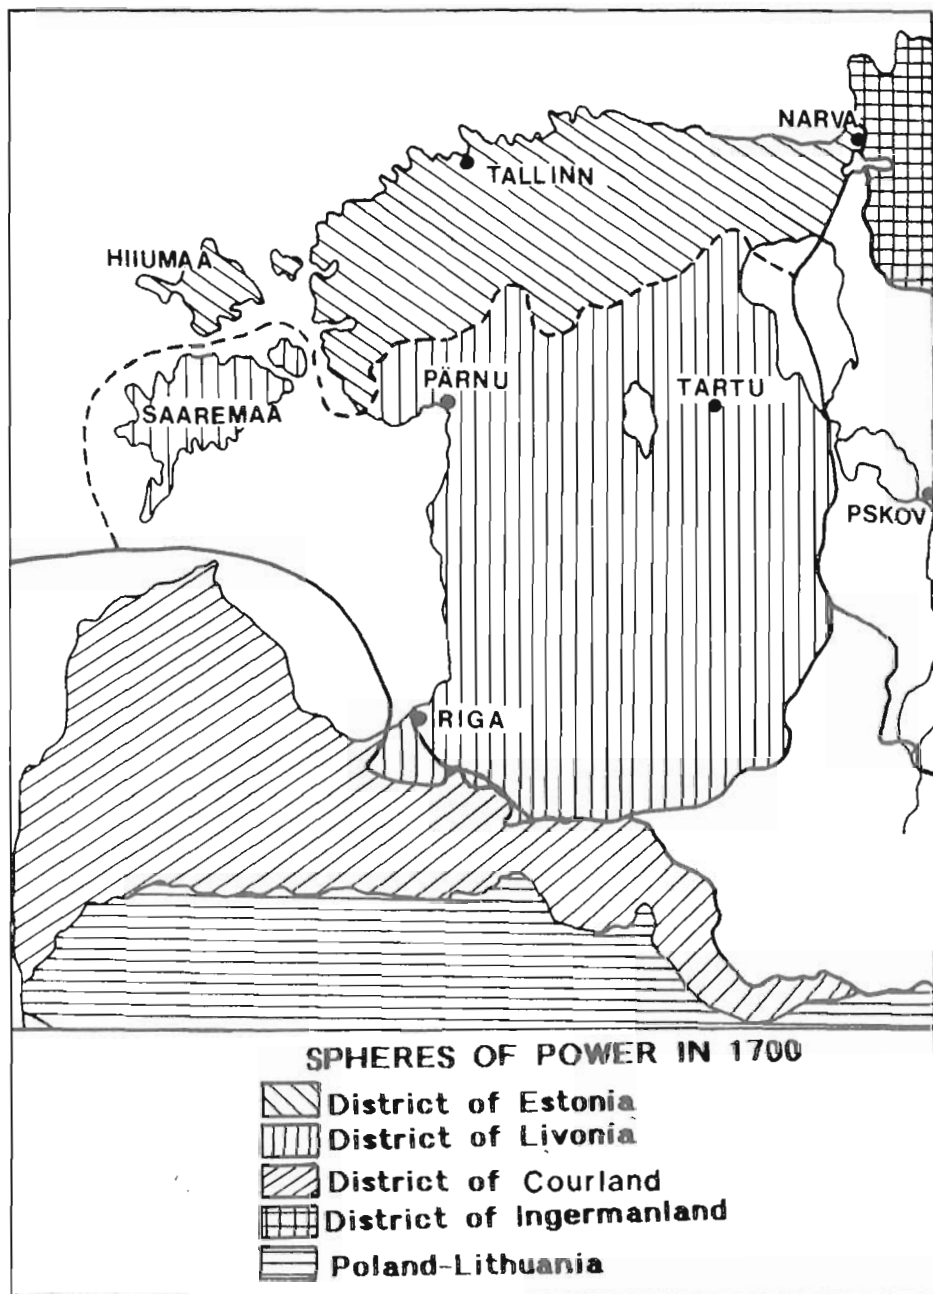 NARVA
TALLINN
HIIUMAA
PÄRNU
TARTU
SAAREMAA
PSKOV
RIGA
SPHERES OF POWER IN 1700
District of Estonia
District of Livonia
District of Courland
District of Ingermanland
Poland-Lithuania